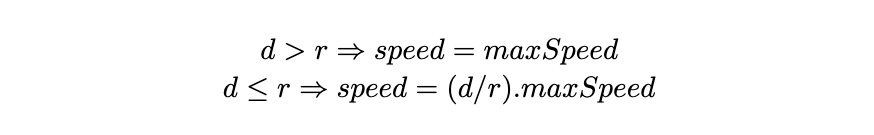 d > r ⇒ speed = maxSpeed
d ≤ r ⇒ speed = (d/r).maxSpeed